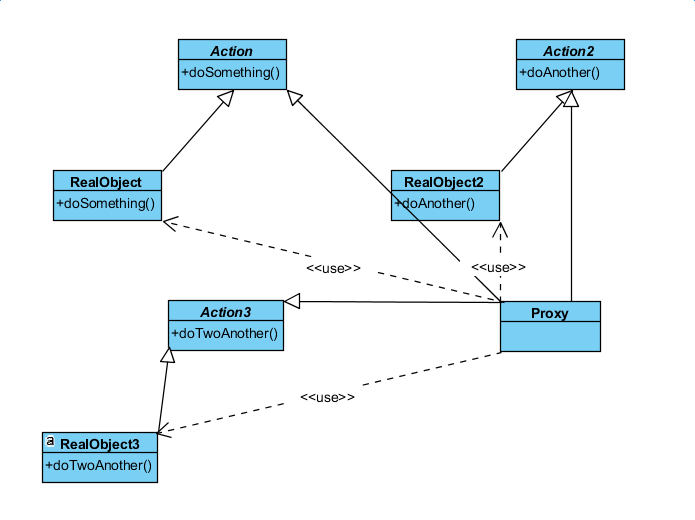 Action
+doSomething()
Action2
+doAnother()
RealObject
+doSomething()
RealObject2
+doAnother()
<<use>>
<<use>>
Action3
+doTwoAnother()
Proxy
<<use>>
a
RealObject3
+doTwoAnother()